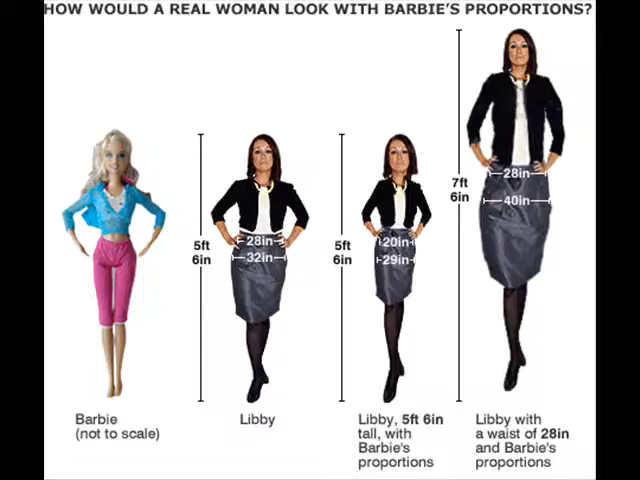 HOW WOULD A REAL WOMAN LOOK WITH BARBIE'S PROPORTIONS?
5ft
6in
28in
32in
5ft
6in
20in
29in
7ft
6in
28in
40in
Barbie
(not to scale)
Libby
Libby, 5ft 6in
tall, with
Barbie's
proportions
Libby with
a waist of 28in
and Barbie's
proportions